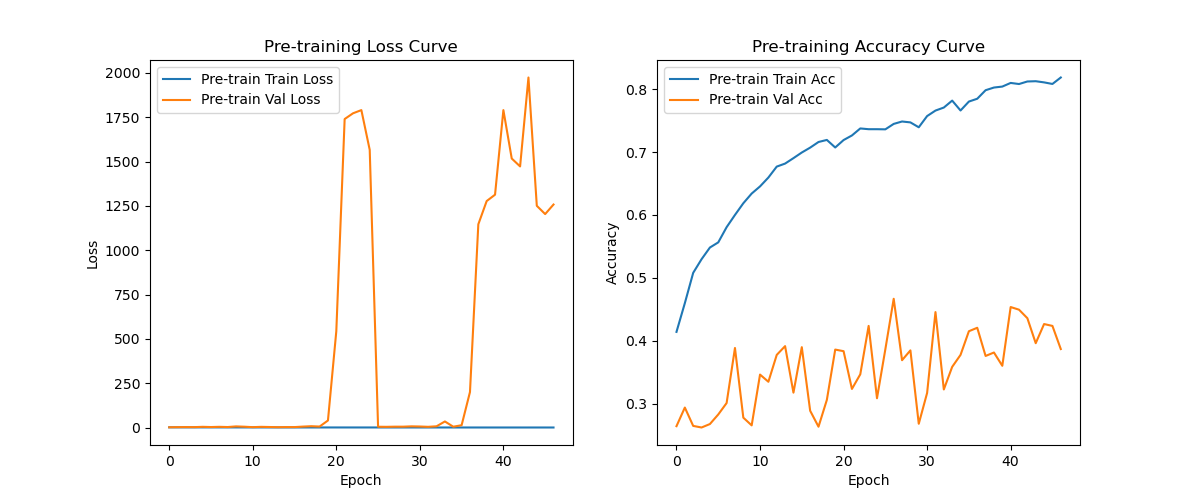 Pre-training Loss Curve
Pre-train Train Loss
Pre-train Val Loss
2000
1750
1500
1250
1000
750
500
250
0
Loss
0 10 20 30 40
Epoch
Pre-training Accuracy Curve
Pre-train Train Acc
Pre-train Val Acc
0.8
0.7
0.6
0.5
0.4
0.3
Accuracy
0 10 20 30 40
Epoch